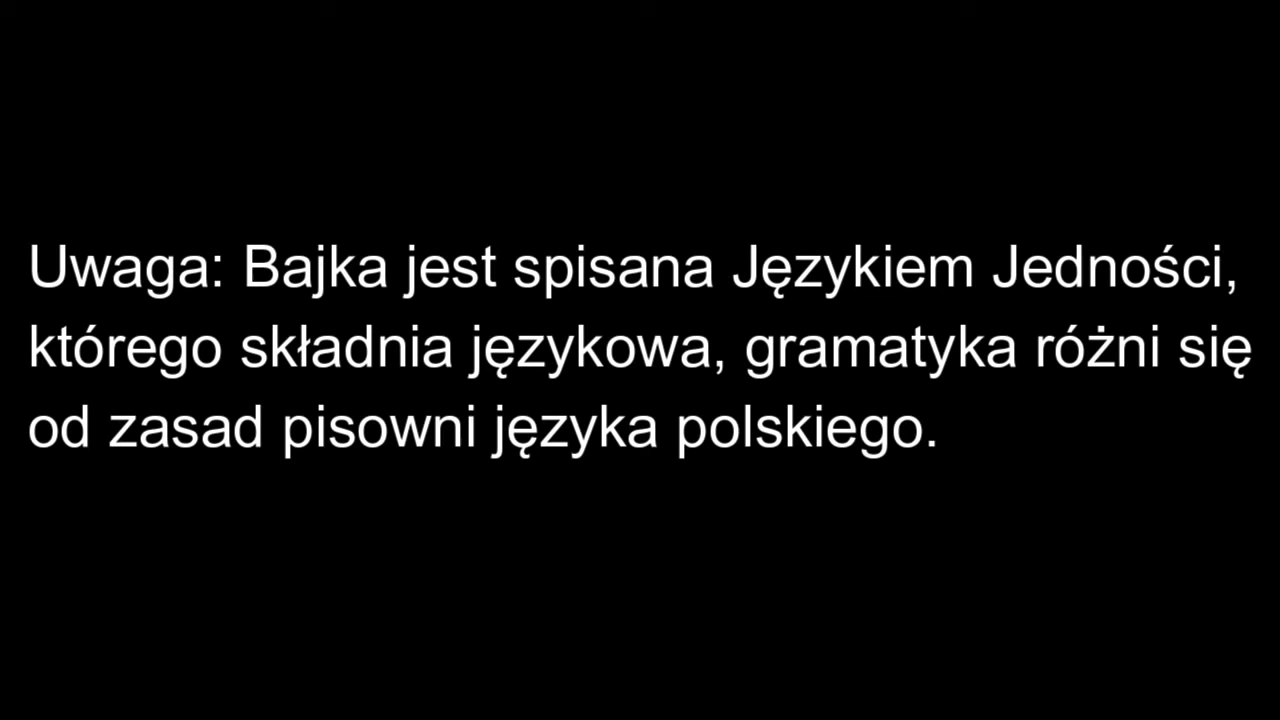 Uwaga: Bajka jest spisana Językiem Jedności,
którego składnia językowa, gramatyka różni się
od zasad pisowni języka polskiego.